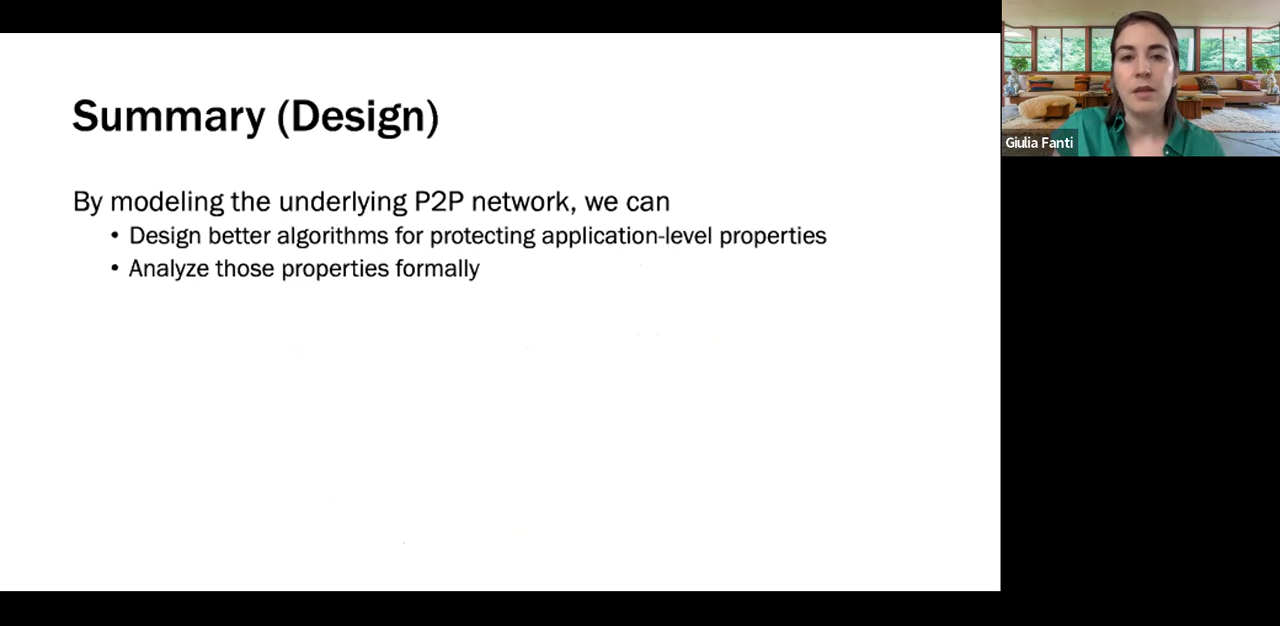 Summary (Design)
By modeling the underlying P2P network, we can
• Design better algorithms for protecting application-level properties
• Analyze those properties formally
Giulia Fanti